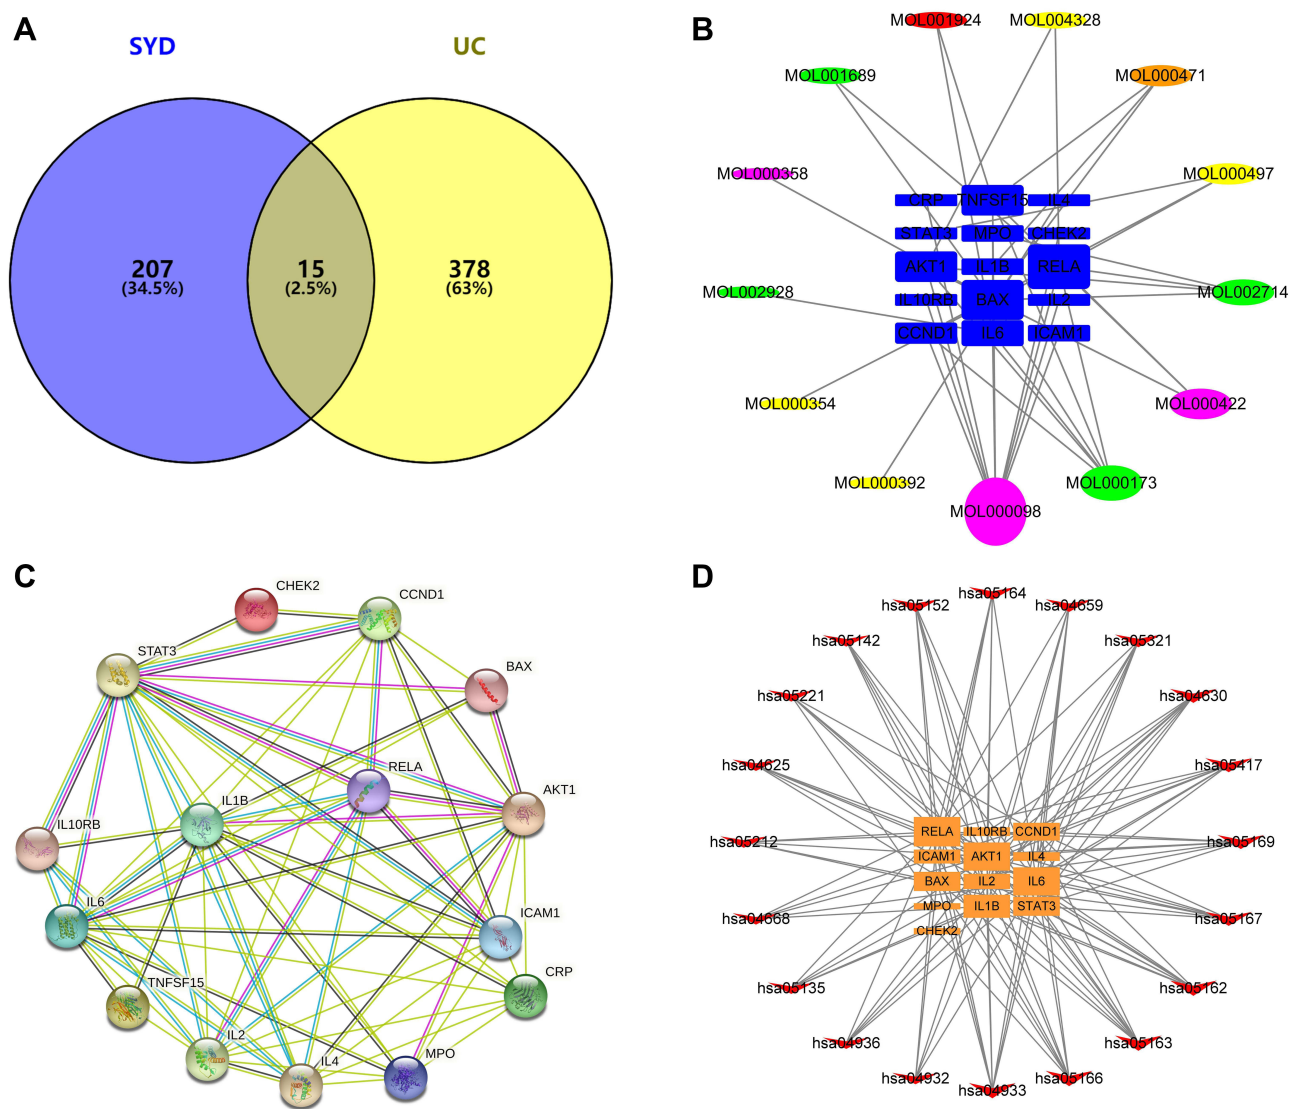 A
SYD
UC
207
(34.5%)
15
(2.5%)
378
(63%)
B
MOL001924
MOL004328
MOL001689
MOL000471
MOL000358
MOL000497
CRP
TNFSF15
IL4
STAT3
MPO
CHEK2
AKT1
IL1B
RELA
MOL002928
MOL002714
IL10RB
BAX
IL2
CCND1
IL6
ICAM1
MOL000354
MOL000422
MOL000392
MOL000173
MOL000098
C
CHEK2
CCND1
STAT3
BAX
RELA
AKT1
IL1B
IL10RB
IL6
ICAM1
CRP
TNFSF15
IL2
IL4
MPO
D
hsa05164
hsa05152
hsa04659
hsa05142
hsa05321
hsa05221
hsa04630
hsa04625
hsa05417
RELA
IL10RB
CCND1
hsa05212
hsa05169
ICAM1
AKT1
IL4
BAX
IL2
IL6
MPO
IL1B
STAT3
hsa04668
hsa05167
CHEK2
hsa05135
hsa05162
hsa04936
hsa05163
hsa04932
hsa04933
hsa05166